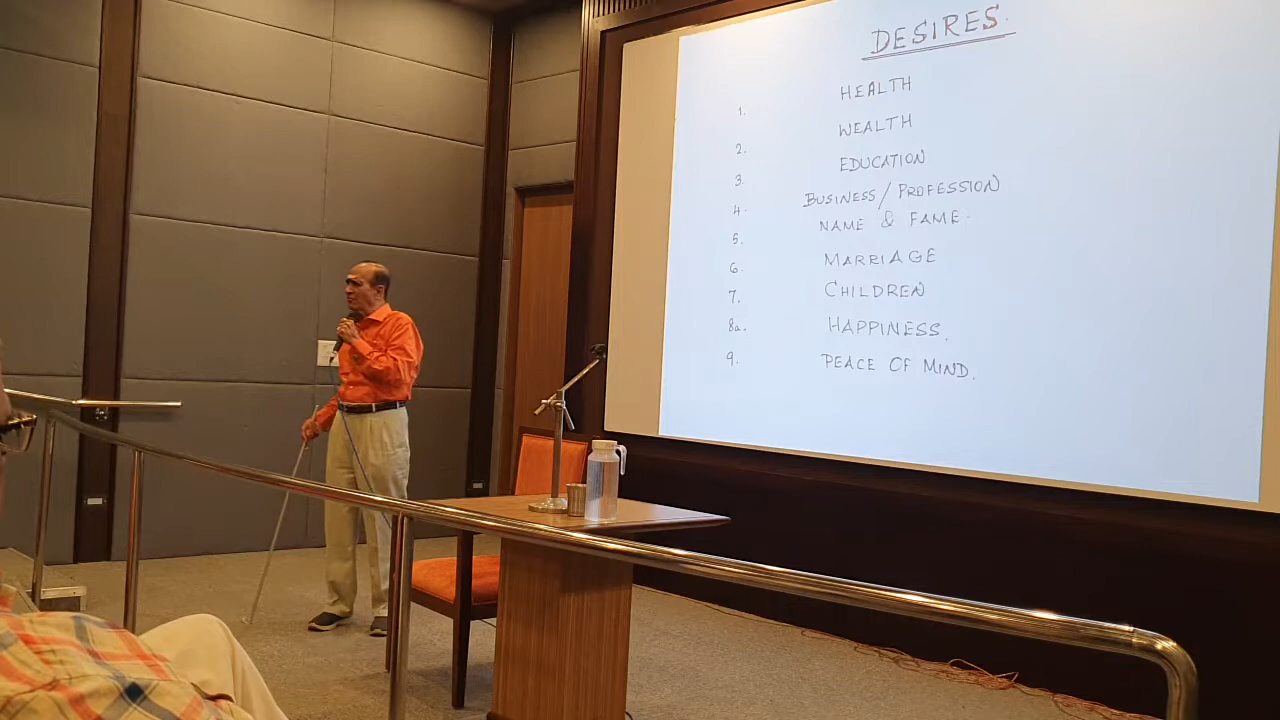 DESIRES.
1. HEALTH
2. WEALTH
3. EDUCATION
4. BUSINESS / PROFESSION
5. NAME & FAME.
6. MARRIAGE
7. CHILDREN
8a. HAPPINESS.
9. PEACE OF MIND.